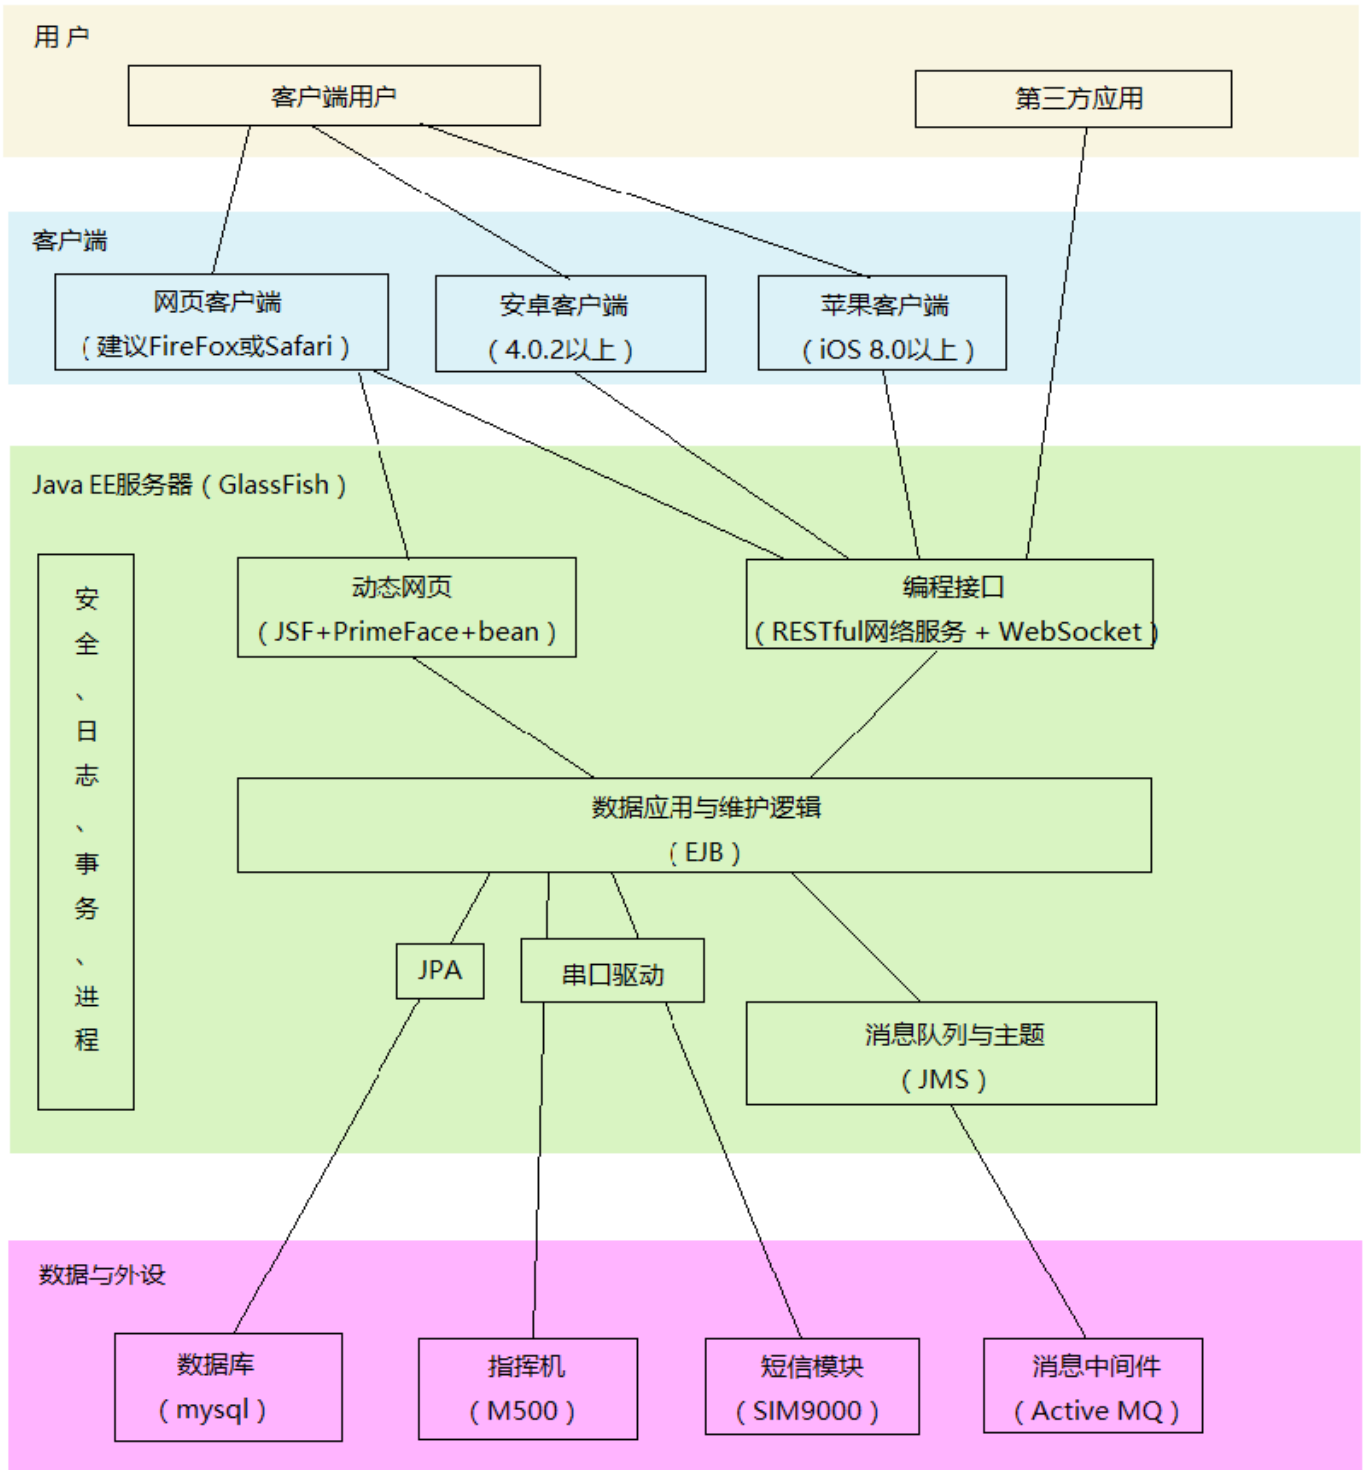 用 户
客户端用户
第三方应用
客户端
网页客户端
（建议FireFox或Safari）
安卓客户端
（4.0.2以上）
苹果客户端
（iOS 8.0以上）
Java EE服务器（GlassFish）
安
全
、
日
志
、
事
务
、
进
程
动态网页
（JSF+PrimeFace+bean）
编程接口
（RESTful网络服务 + WebSocket）
数据应用与维护逻辑
（EJB）
JPA
串口驱动
消息队列与主题
（JMS）
数据与外设
数据库
（mysql）
指挥机
（M500）
短信模块
（SIM9000）
消息中间件
（Active MQ）